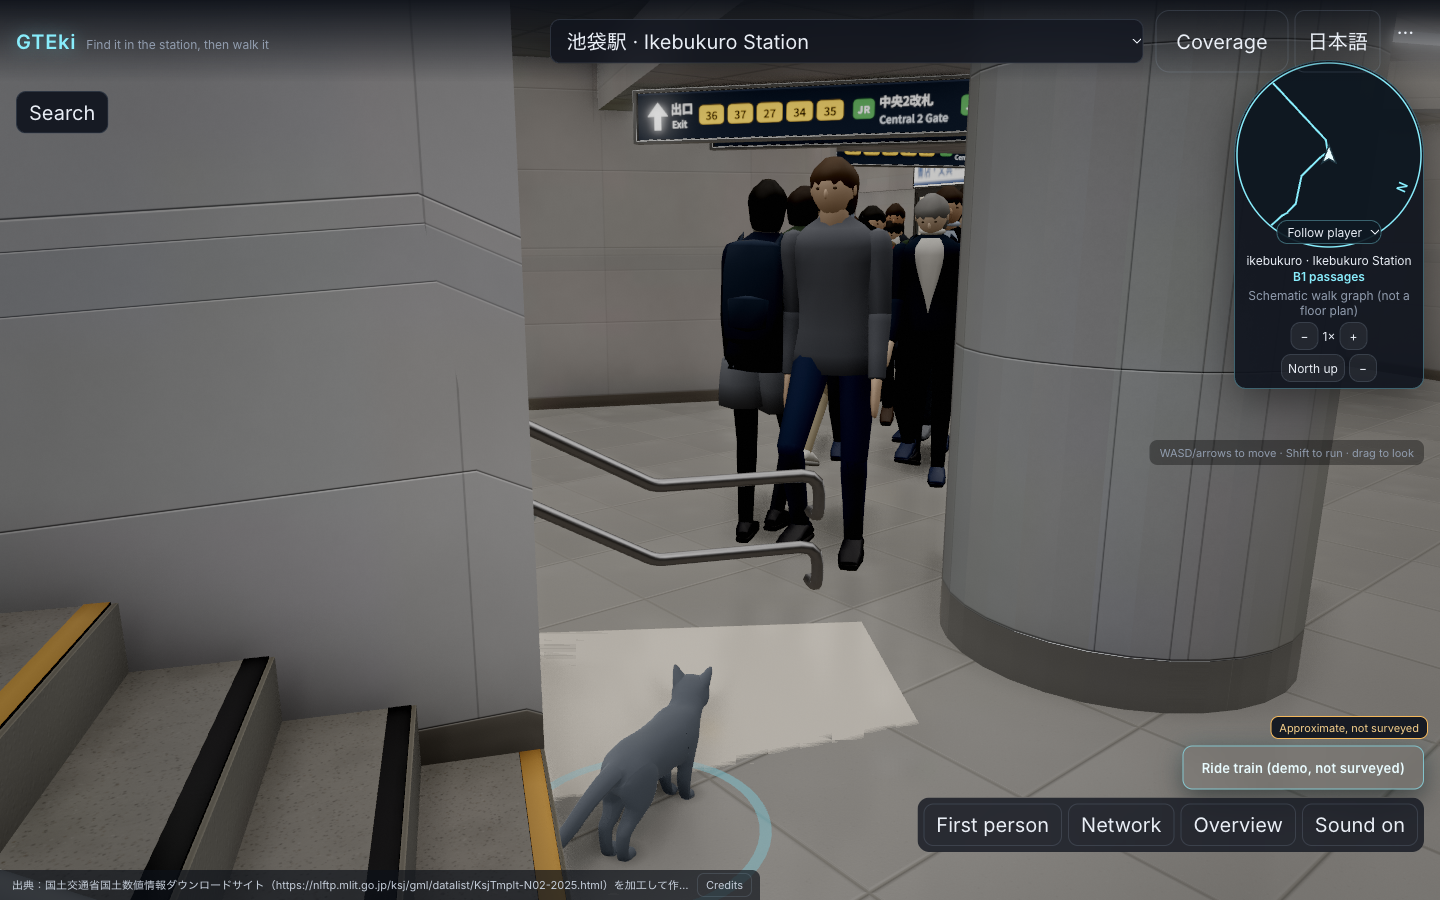 GTEki
Find it in the station, then walk it
池袋駅 · Ikebukuro Station
Coverage
日本語
...
Search
出口
Exit
36 37 27 34 35
JR
中央2改札
Central 2 Gate
N
Follow player
ikebukuro · Ikebukuro Station
B1 passages
Schematic walk graph (not a
floor plan)
− 1× +
North up −
WASD/arrows to move · Shift to run · drag to look
Approximate, not surveyed
Ride train (demo, not surveyed)
First person
Network
Overview
Sound on
出典：国土交通省国土数値情報ダウンロードサイト（https://nlftp.mlit.go.jp/ksj/gml/datalist/KsjTmplt-N02-2025.html）を加工して作...
Credits